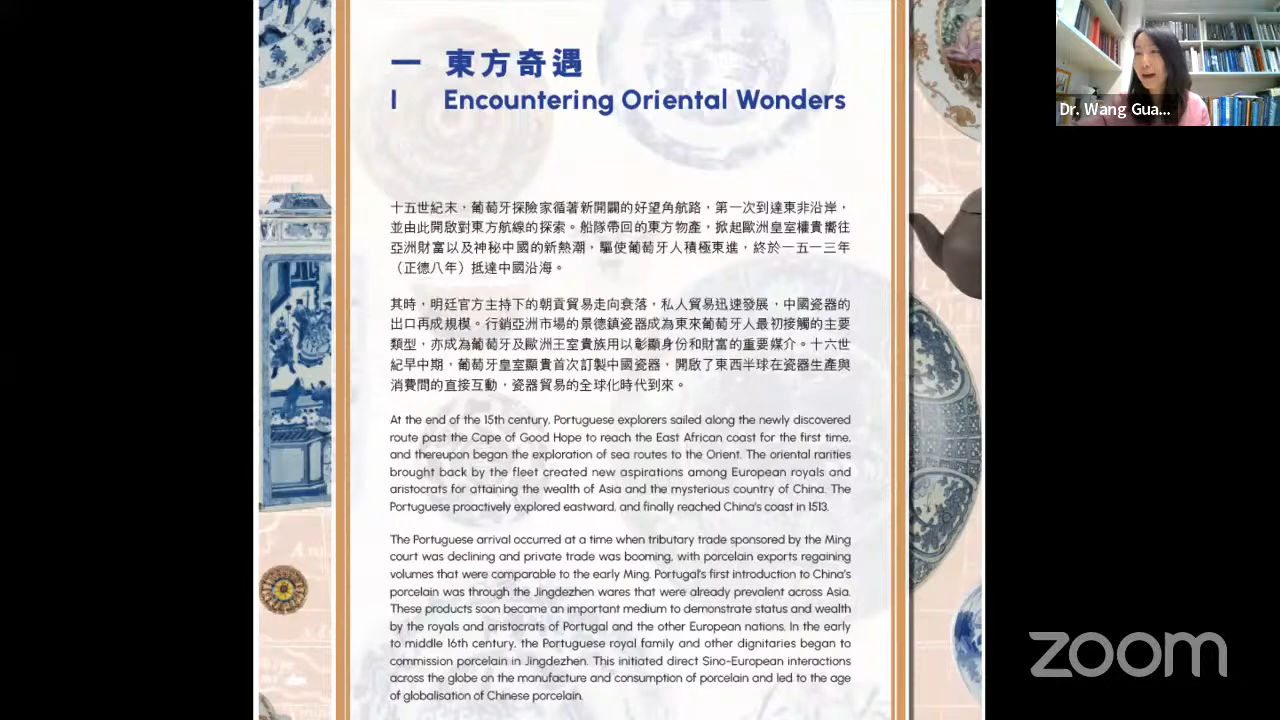 一 東方奇遇
I Encountering Oriental Wonders
十五世紀末，葡萄牙探險家循著新開闢的好望角航路，第一次到達東非沿岸，
並由此開啟對東方航線的探索。船隊帶回的東方物產，掀起歐洲皇室權貴嚮往
亞洲財富以及神秘中國的新熱潮，驅使葡萄牙人積極東進，終於一五一三年
（正德八年）抵達中國沿海。
其時，明廷官方主持下的朝貢貿易走向衰落，私人貿易迅速發展，中國瓷器的
出口再成規模。行銷亞洲市場的景德鎮瓷器成為東來葡萄牙人最初接觸的主要
類型，亦成為葡萄牙及歐洲王室貴族用以彰顯身份和財富的重要媒介。十六世
紀早中期，葡萄牙皇室顯貴首次訂製中國瓷器，開啟了東西半球在瓷器生產與
消費間的直接互動，瓷器貿易的全球化時代到來。
At the end of the 15th century, Portuguese explorers sailed along the newly discovered
route past the Cape of Good Hope to reach the East African coast for the first time,
and thereupon began the exploration of sea routes to the Orient. The oriental rarities
brought back by the fleet created new aspirations among European royals and
aristocrats for attaining the wealth of Asia and the mysterious country of China. The
Portuguese proactively explored eastward, and finally reached China's coast in 1513.
The Portuguese arrival occurred at a time when tributary trade sponsored by the Ming
court was declining and private trade was booming, with porcelain exports regaining
volumes that were comparable to the early Ming. Portugal's first introduction to China's
porcelain was through the Jingdezhen wares that were already prevalent across Asia.
These products soon became an important medium to demonstrate status and wealth
by the royals and aristocrats of Portugal and the other European nations. In the early
to middle 16th century, the Portuguese royal family and other dignitaries began to
commission porcelain in Jingdezhen. This initiated direct Sino-European interactions
across the globe on the manufacture and consumption of porcelain and led to the age
of globalisation of Chinese porcelain.
Dr. Wang Gua...
zoom